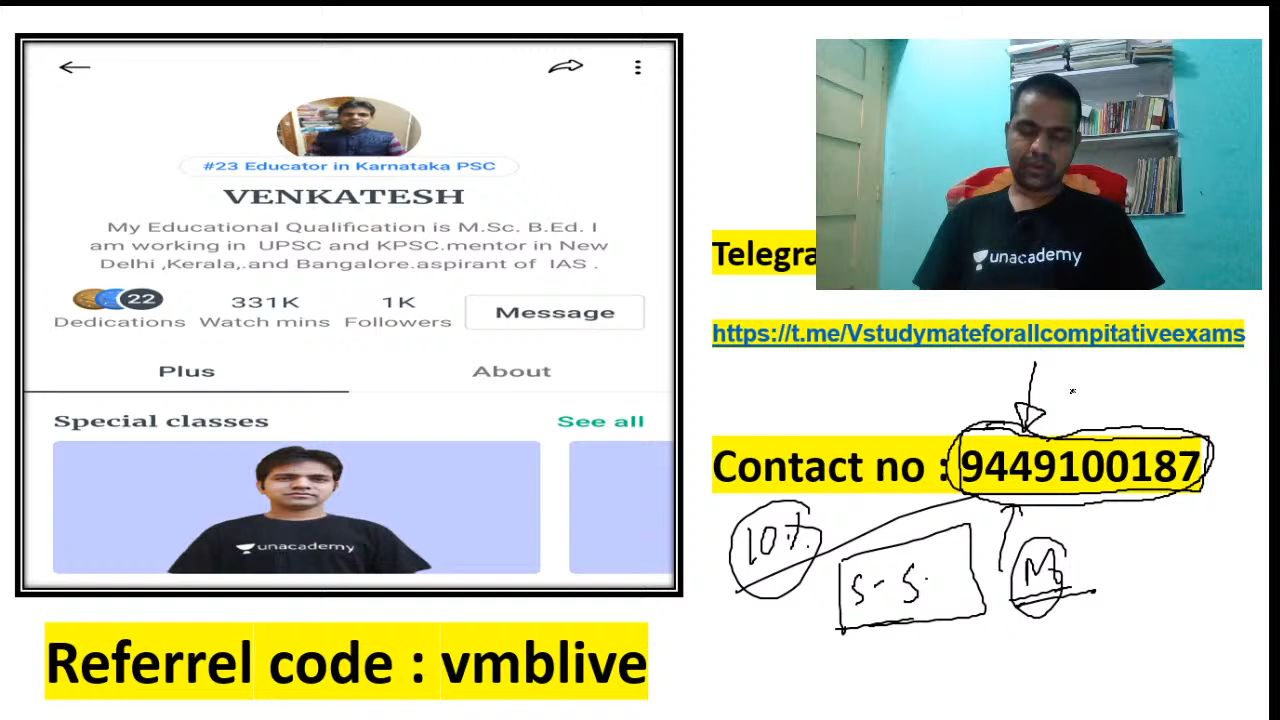 #23 Educator in Karnataka PSC
VENKATESH
My Educational Qualification is M.Sc. B.Ed. I
am working in UPSC and KPSC.mentor in New
Delhi ,Kerala,.and Bangalore.aspirant of IAS .
22
331K
1K
Dedications
Watch mins
Followers
Message
Plus
About
Special classes
See all
unacademy
Referrel code : vmblive
unacademy
Telegra
https://t.me/Vstudymateforallcompitativeexams
Contact no : 9449100187
10%
S-S.